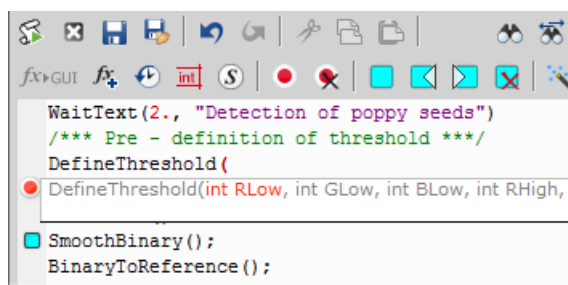 fx▸GUI fx int S
WaitText(2., "Detection of poppy seeds")
/*** Pre - definition of threshold ***/
DefineThreshold(
DefineThreshold(int RLow, int GLow, int BLow, int RHigh,
SmoothBinary();
BinaryToReference();